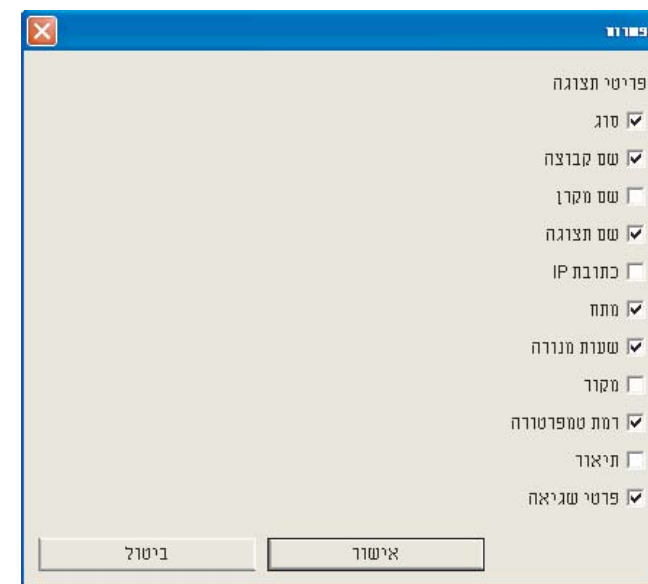 פריטי תצוגה
סוג
שם קבוצה
שם מקרן
שם תצוגה
כתובת IP
מתח
שעות מנורה
מקור
רמת טמפרטורה
תיאור
פרטי שגיאה
אישור
ביטול